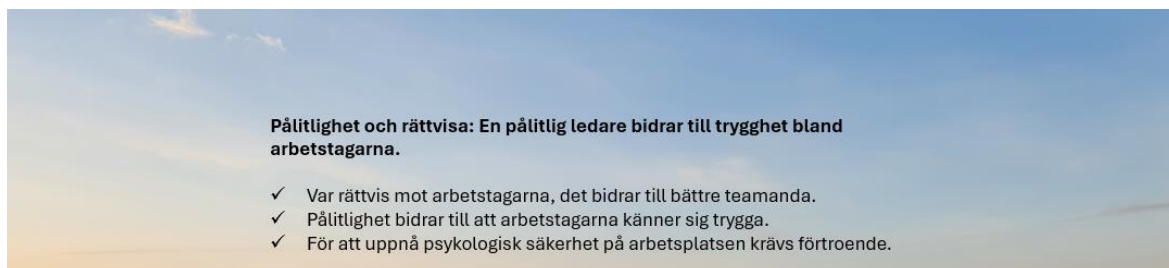 Pålitlighet och rättvisa: En pålitlig ledare bidrar till trygghet bland
arbetstagarna.
✓ Var rättvis mot arbetstagarna, det bidrar till bättre teamanda.
✓ Pålitlighet bidrar till att arbetstagarna känner sig trygga.
✓ För att uppnå psykologisk säkerhet på arbetsplatsen krävs förtroende.